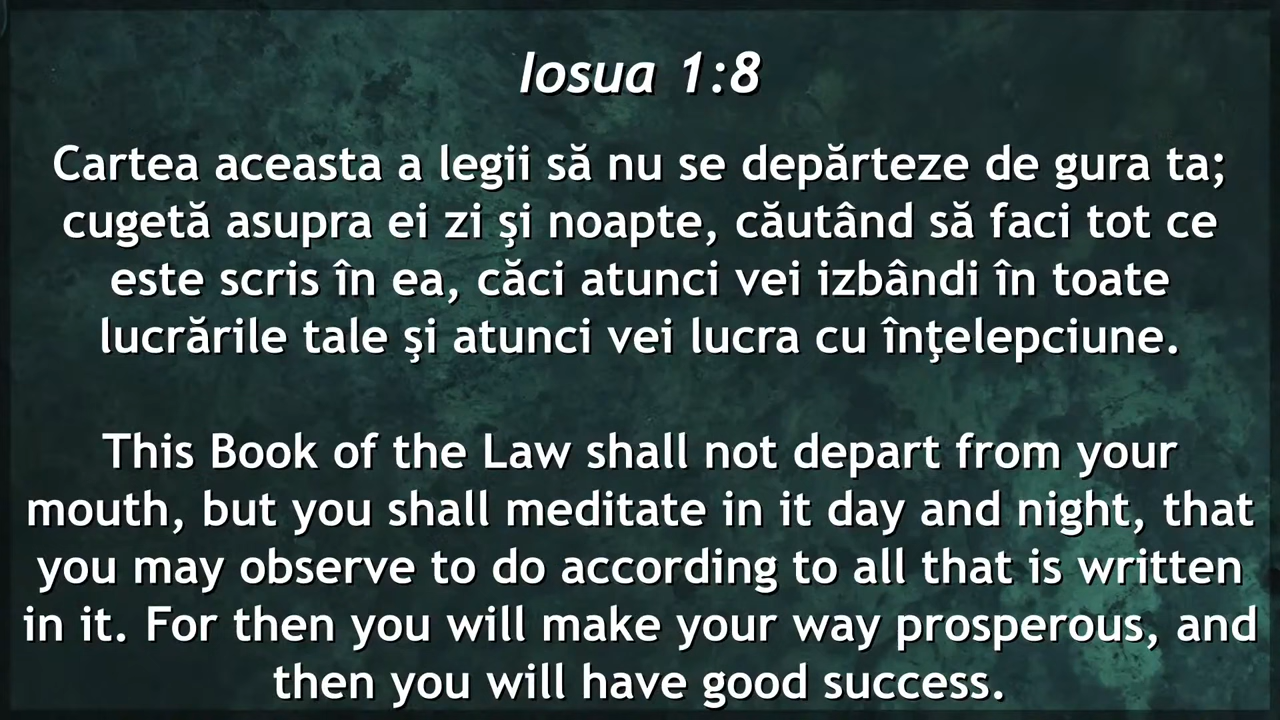 Iosua 1:8
Cartea aceasta a legii să nu se depărteze de gura ta;
cugetă asupra ei zi şi noapte, căutând să faci tot ce
este scris în ea, căci atunci vei izbândi în toate
lucrările tale şi atunci vei lucra cu înţelepciune.
This Book of the Law shall not depart from your
mouth, but you shall meditate in it day and night, that
you may observe to do according to all that is written
in it. For then you will make your way prosperous, and
then you will have good success.